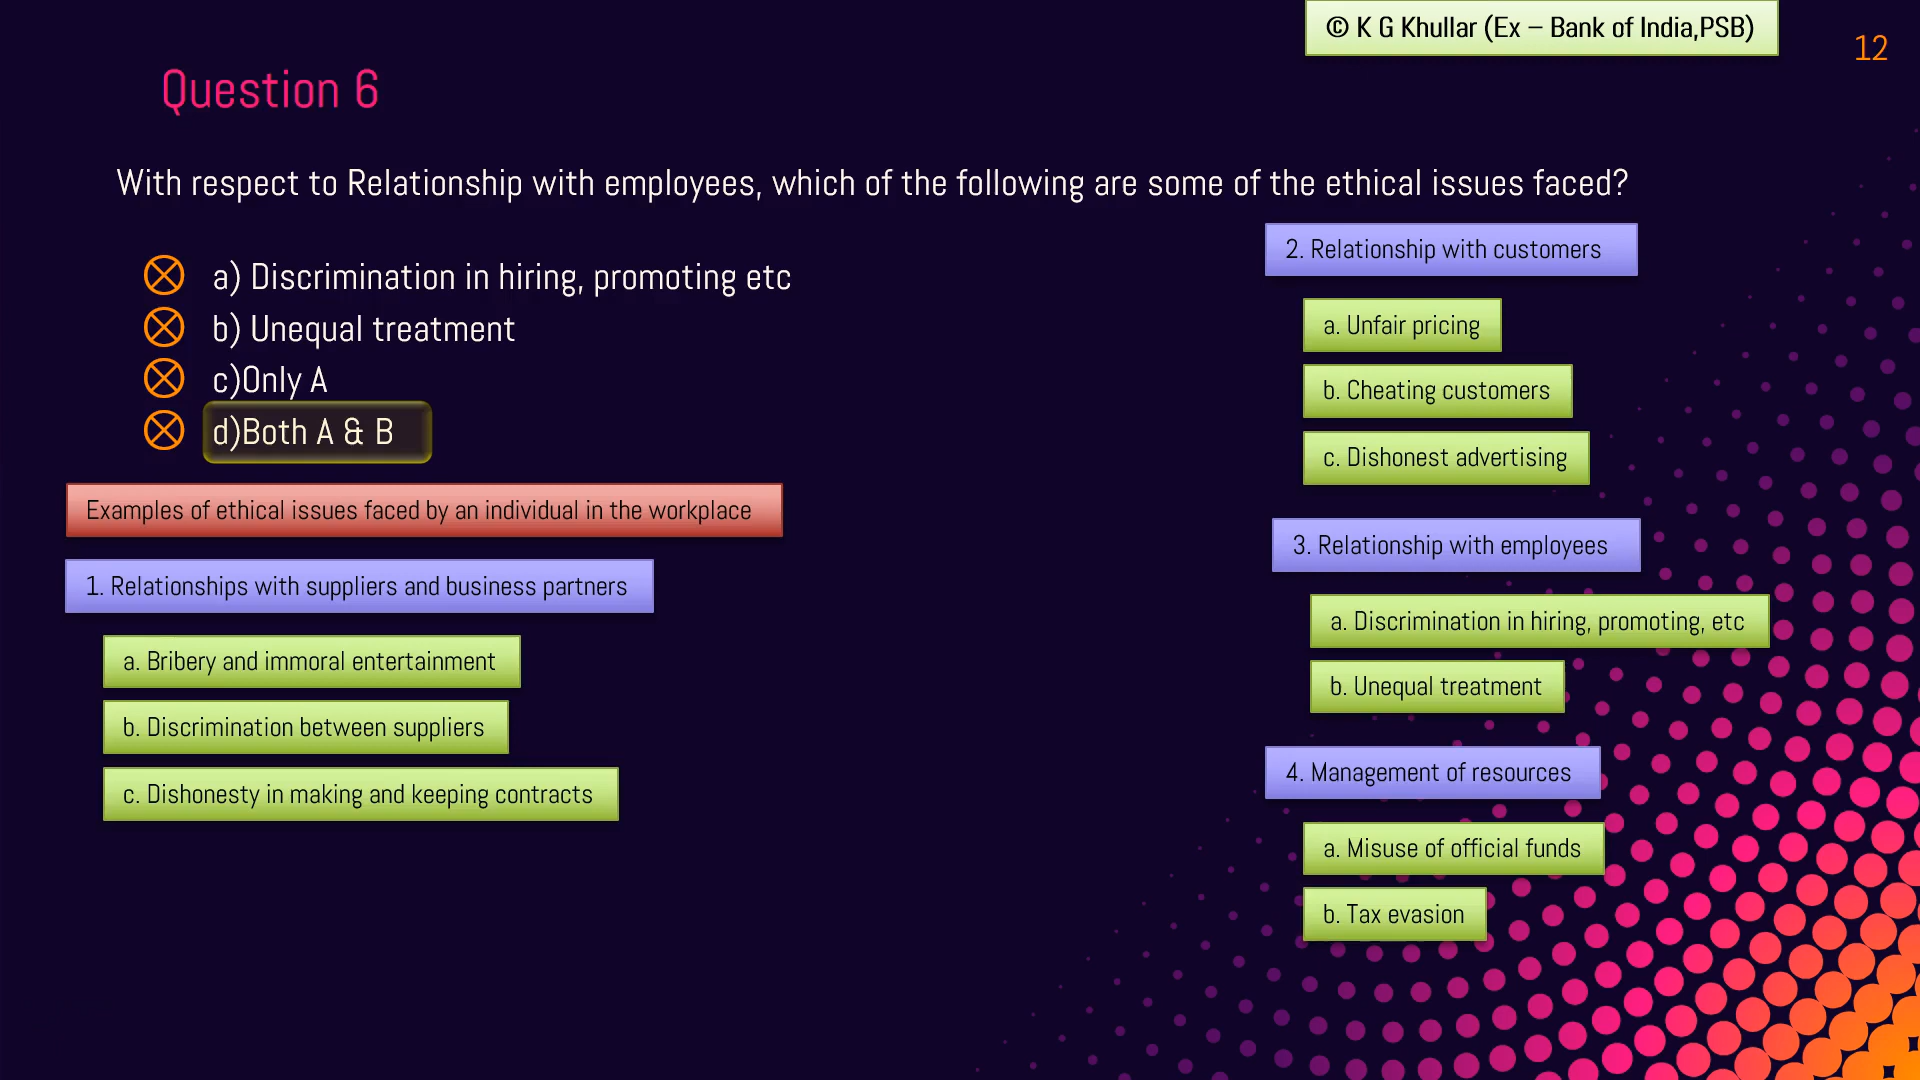 © K G Khullar (Ex – Bank of India,PSB)
12
Question 6
With respect to Relationship with employees, which of the following are some of the ethical issues faced?
a) Discrimination in hiring, promoting etc
b) Unequal treatment
c)Only A
d)Both A & B
Examples of ethical issues faced by an individual in the workplace
1. Relationships with suppliers and business partners
a. Bribery and immoral entertainment
b. Discrimination between suppliers
c. Dishonesty in making and keeping contracts
2. Relationship with customers
a. Unfair pricing
b. Cheating customers
c. Dishonest advertising
3. Relationship with employees
a. Discrimination in hiring, promoting, etc
b. Unequal treatment
4. Management of resources
a. Misuse of official funds
b. Tax evasion